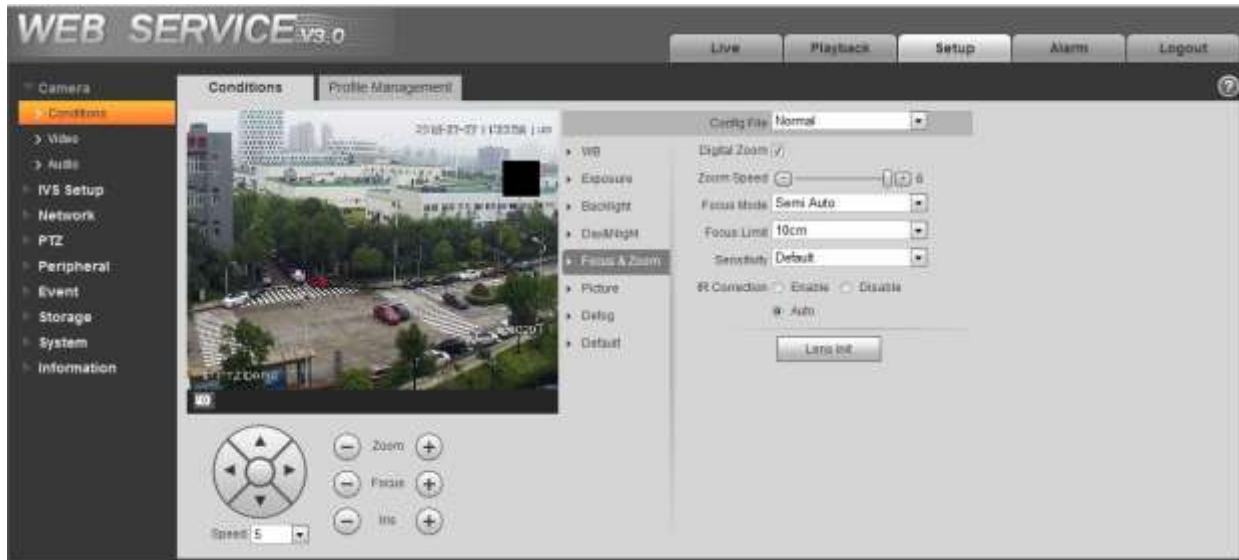 WEB SERVICE V3.0
Live
Playback
Setup
Alarm
Logout
Camera
Conditions
Video
Audio
IVS Setup
Network
PTZ
Peripheral
Event
Storage
System
Information
Conditions
Profile Management
WB
Exposure
Backlight
Day&Night
Focus & Zoom
Picture
Defog
Default
Config File Normal
Digital Zoom
Zoom Speed 6
Focus Mode Semi Auto
Focus Limit 10cm
Sensitivity Default
IR Correction Enable Disable
Auto
Lens Init
Zoom
Focus
Iris
Speed 5